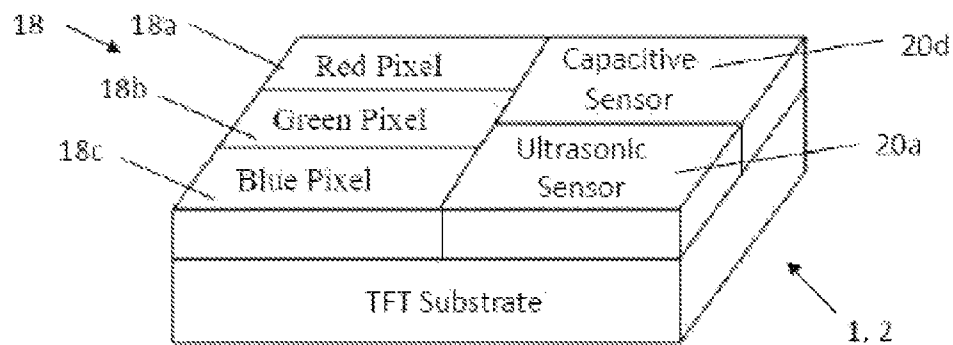 18
18a
Red Pixel
Capacitive
Sensor
20d
18b
Green Pixel
18c
Blue Pixel
Ultrasonic
Sensor
20a
TFT Substrate
1, 2